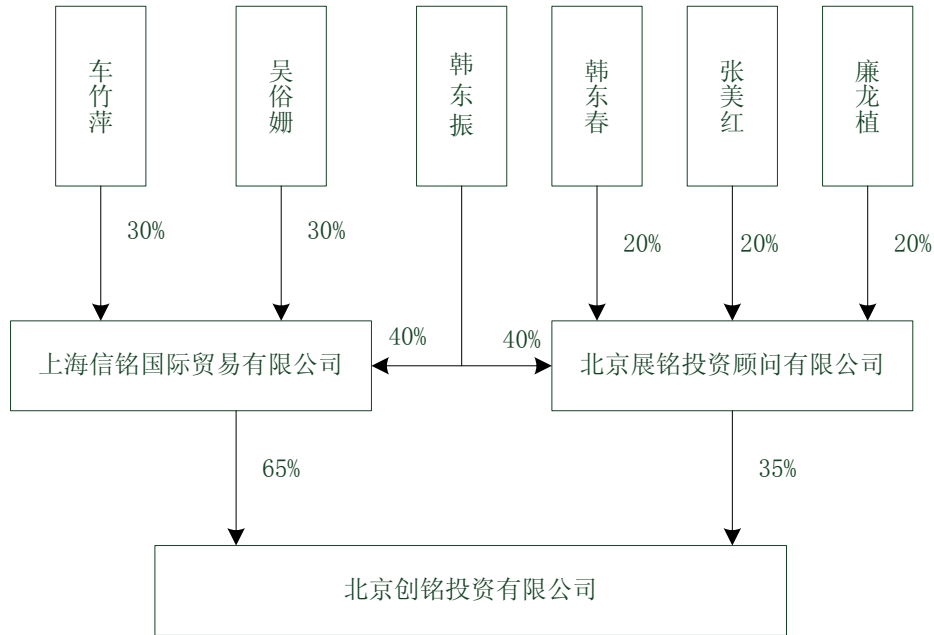 车竹萍
吴俗姗
韩东振
韩东春
张美红
廉龙植
30%
30%
20%
20%
20%
40%
40%
上海信铭国际贸易有限公司
北京展铭投资顾问有限公司
65%
35%
北京创铭投资有限公司